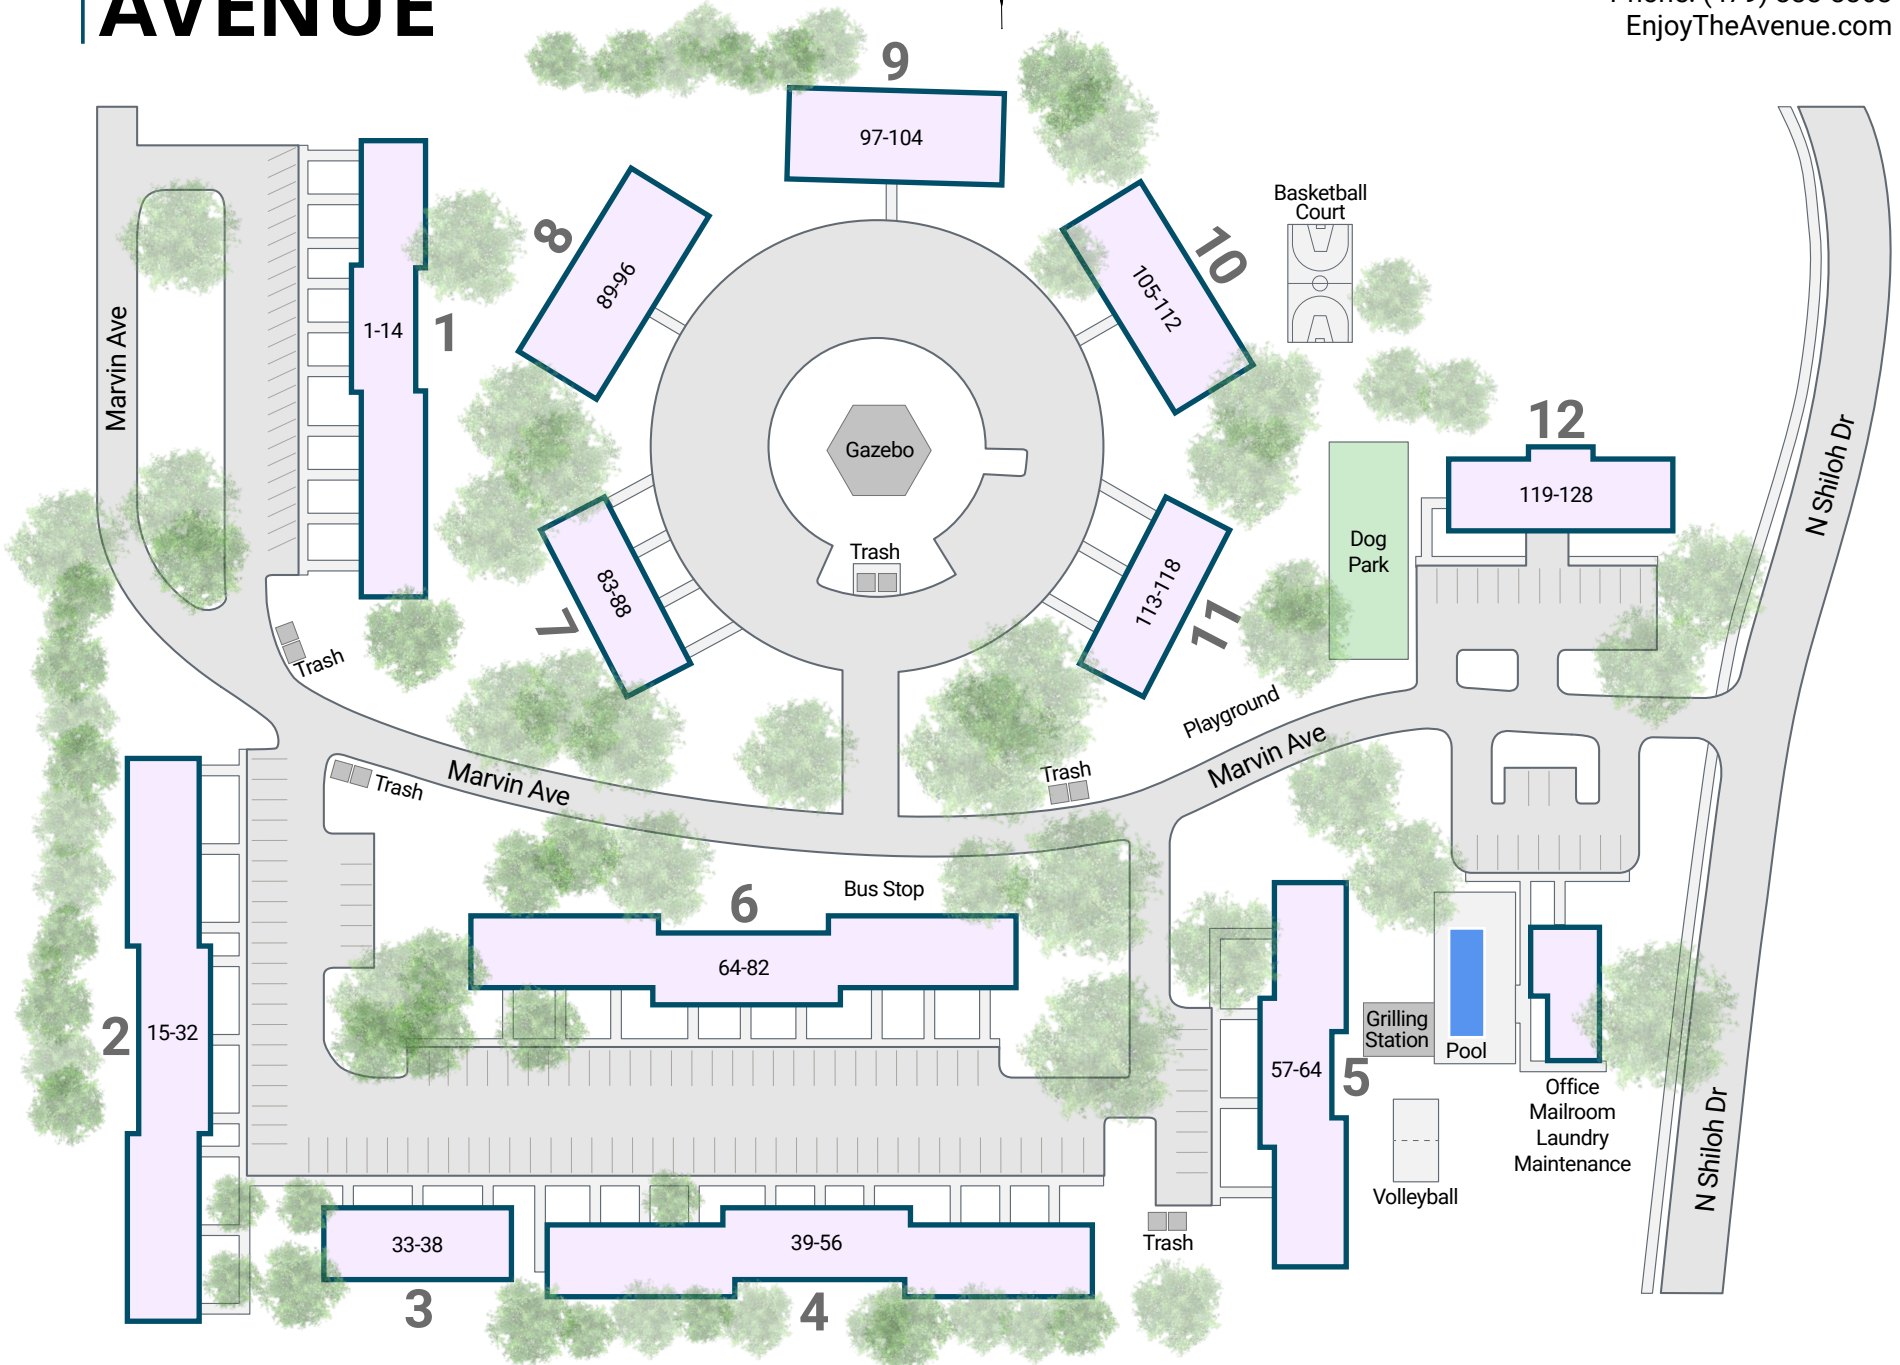 AVENUE
EnjoyTheAvenue.com
9
97-104
8
89-96
10
105-112
Basketball
Court
Marvin Ave
1-14
1
Gazebo
Trash
12
119-128
N Shiloh Dr
Dog
Park
7
83-88
11
113-118
Trash
Playground
Marvin Ave
Trash
Marvin Ave
Trash
Bus Stop
6
64-82
2
15-32
5
57-64
Grilling
Station
Pool
Office
Mailroom
Laundry
Maintenance
N Shiloh Dr
Volleyball
33-38
3
39-56
4
Trash